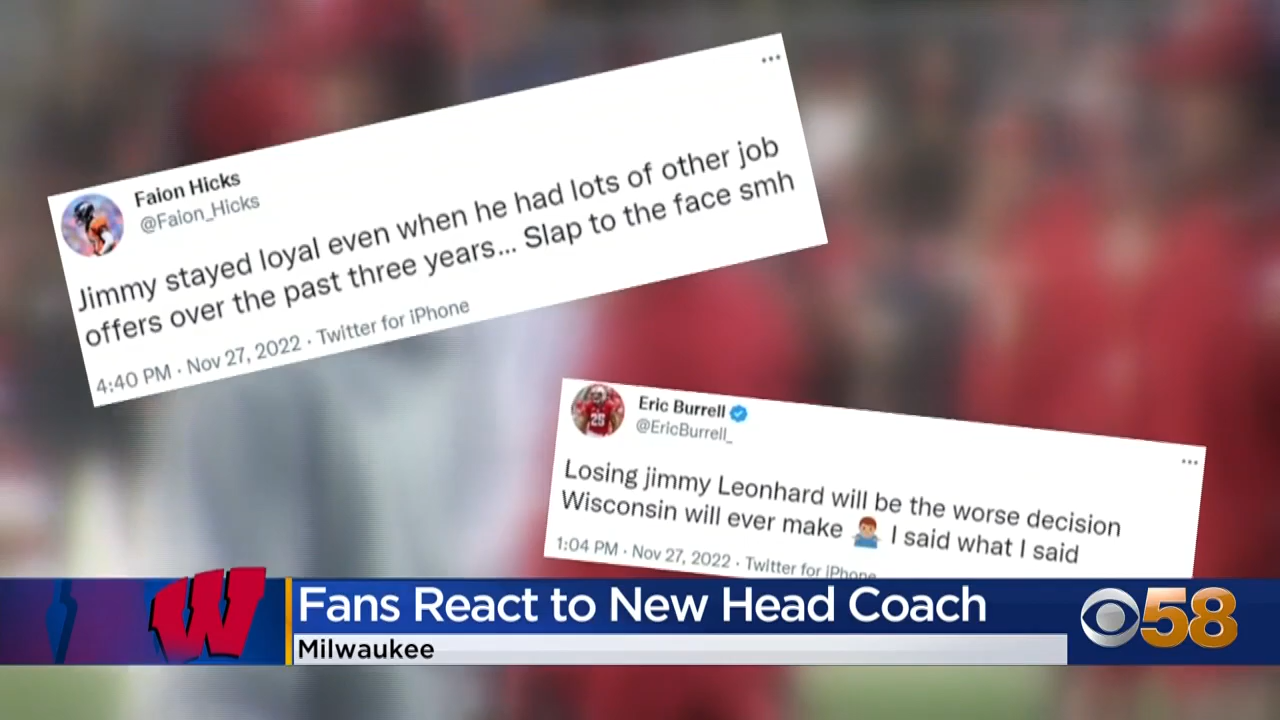 Faion Hicks
@Faion_Hicks
Jimmy stayed loyal even when he had lots of other job
offers over the past three years... Slap to the face smh
4:40 PM · Nov 27, 2022 · Twitter for iPhone
Eric Burrell
@EricBurrell_
Losing jimmy Leonhard will be the worse decision
Wisconsin will ever make 🤷🏽‍♂️ I said what I said
1:04 PM · Nov 27, 2022 · Twitter for iPhone
W
Fans React to New Head Coach
Milwaukee
58